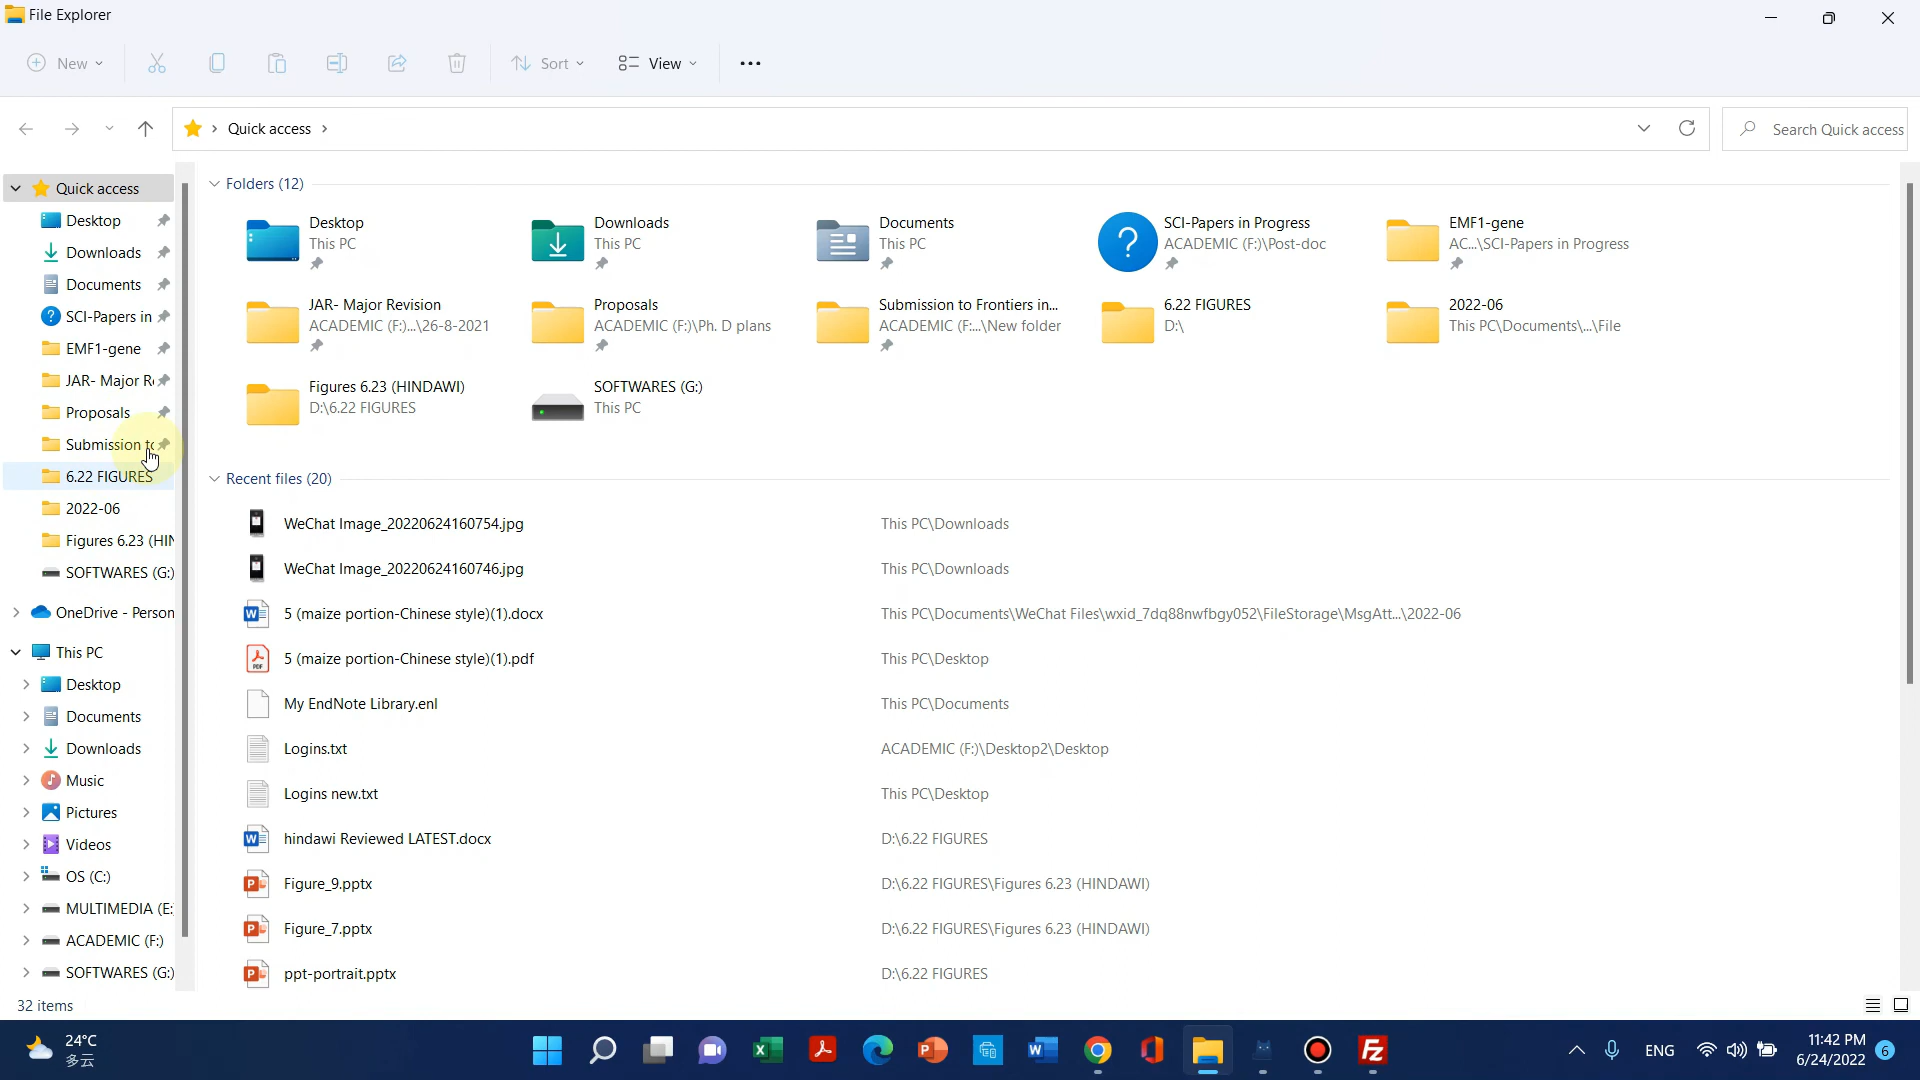 File Explorer
New
Sort
View
Quick access
Search Quick access
Quick access
Desktop
Downloads
Documents
SCI-Papers in
EMF1-gene
JAR- Major R
Proposals
Submission to
6.22 FIGURES
2022-06
Figures 6.23 (HIN
SOFTWARES (G:)
OneDrive - Person
This PC
Desktop
Documents
Downloads
Music
Pictures
Videos
OS (C:)
MULTIMEDIA (E:
ACADEMIC (F:)
SOFTWARES (G:)
Folders (12)
Desktop
This PC
Downloads
This PC
Documents
This PC
SCI-Papers in Progress
ACADEMIC (F:)\Post-doc
EMF1-gene
AC...\SCI-Papers in Progress
JAR- Major Revision
ACADEMIC (F:)...\26-8-2021
Proposals
ACADEMIC (F:)\Ph. D plans
Submission to Frontiers in...
ACADEMIC (F:...\New folder
6.22 FIGURES
D:\
2022-06
This PC\Documents\...\File
Figures 6.23 (HINDAWI)
D:\6.22 FIGURES
SOFTWARES (G:)
This PC
Recent files (20)
WeChat Image_20220624160754.jpg This PC\Downloads
WeChat Image_20220624160746.jpg This PC\Downloads
5 (maize portion-Chinese style)(1).docx This PC\Documents\WeChat Files\wxid_7dq88nwfbgy052\FileStorage\MsgAtt...\2022-06
5 (maize portion-Chinese style)(1).pdf This PC\Desktop
My EndNote Library.enl This PC\Documents
Logins.txt ACADEMIC (F:)\Desktop2\Desktop
Logins new.txt This PC\Desktop
hindawi Reviewed LATEST.docx D:\6.22 FIGURES
Figure_9.pptx D:\6.22 FIGURES\Figures 6.23 (HINDAWI)
Figure_7.pptx D:\6.22 FIGURES\Figures 6.23 (HINDAWI)
ppt-portrait.pptx D:\6.22 FIGURES
32 items
24°C
多云
ENG
11:42 PM
6/24/2022
6